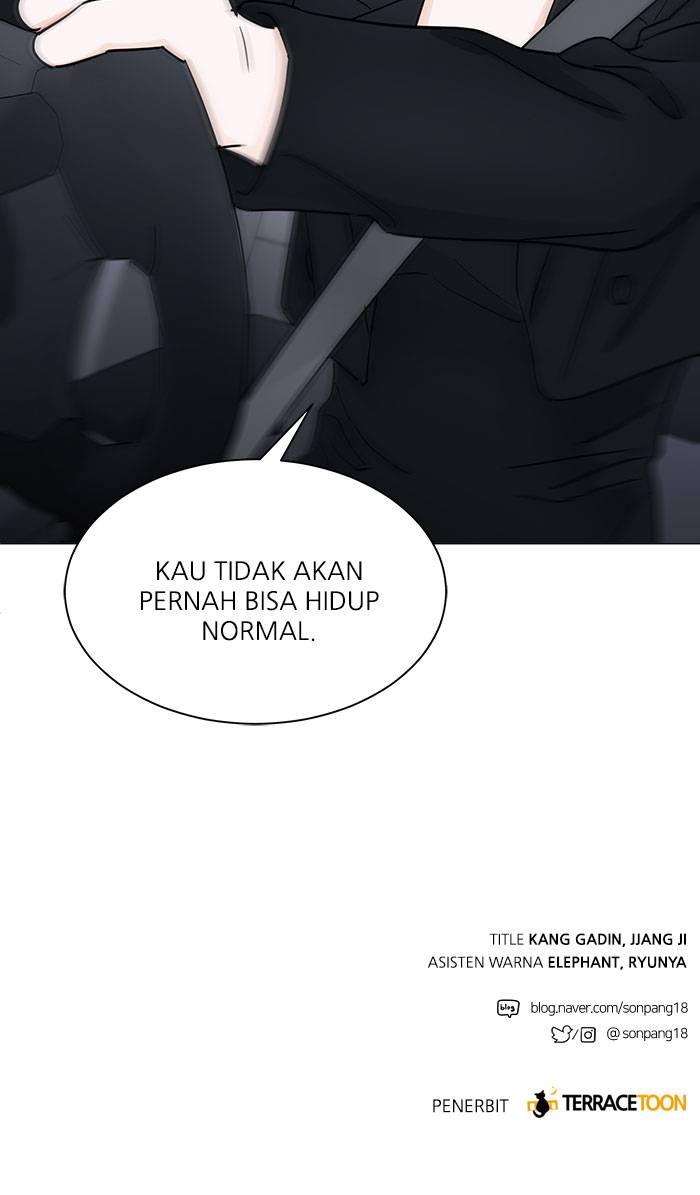 KAU TIDAK AKAN
PERNAH BISA HIDUP
NORMAL.
TITLE KANG GADIN, JJANG JI
ASISTEN WARNA ELEPHANT, RYUNYA
blog blog.naver.com/sonpang18
/ @sonpang18
PENERBIT TERRACETOON